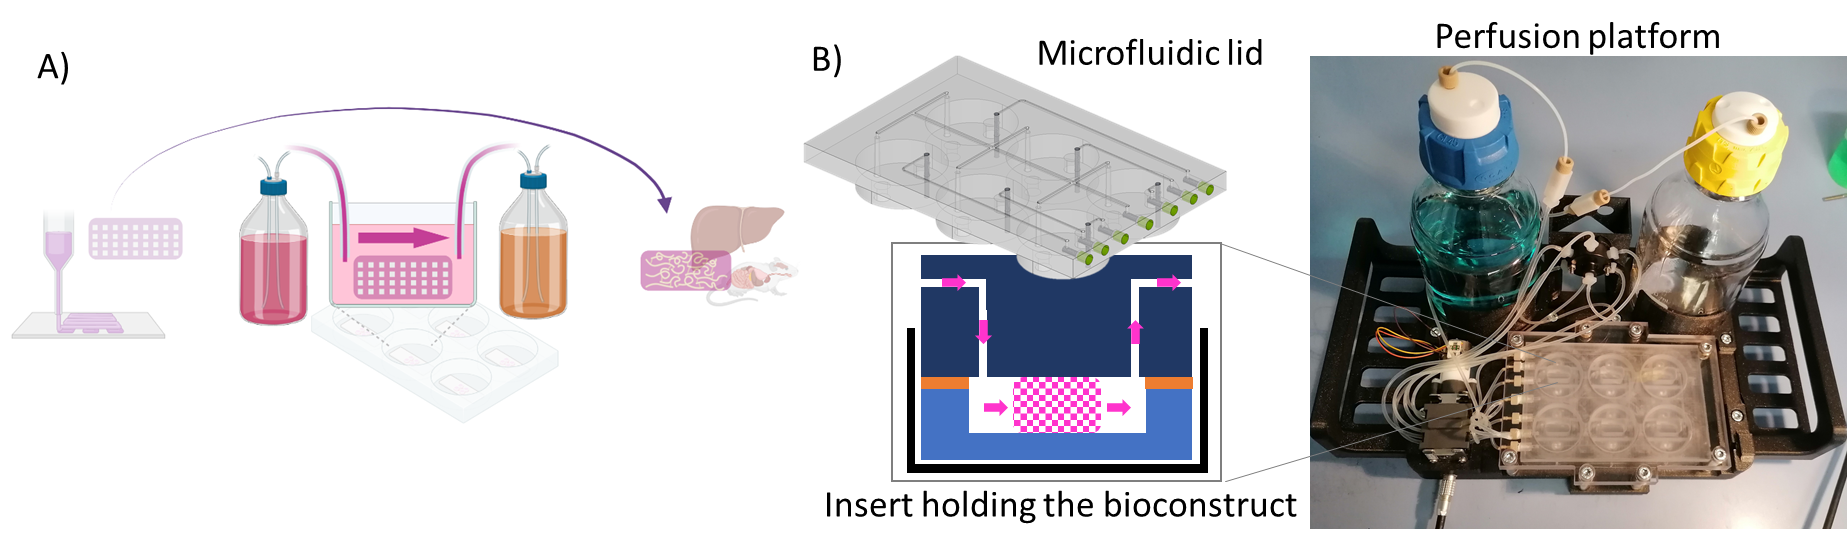 A)
B)
Microfluidic lid
Perfusion platform
Insert holding the bioconstruct